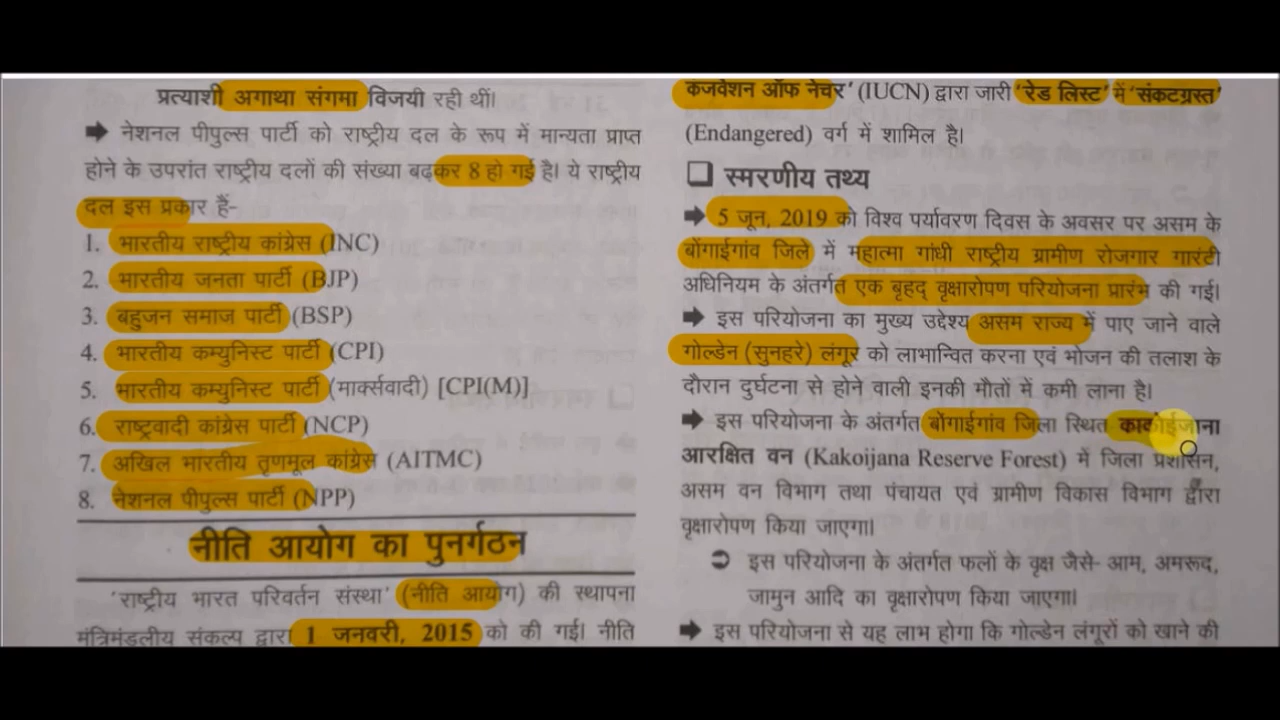 प्रत्याशी अगाथा संगमा विजयी रही थीं।
➡ नेशनल पीपुल्स पार्टी को राष्ट्रीय दल के रूप में मान्यता प्राप्त
होने के उपरांत राष्ट्रीय दलों की संख्या बढ़कर 8 हो गई है। ये राष्ट्रीय
दल इस प्रकार हैं-
1. भारतीय राष्ट्रीय कांग्रेस (INC)
2. भारतीय जनता पार्टी (BJP)
3. बहुजन समाज पार्टी (BSP)
4. भारतीय कम्युनिस्ट पार्टी (CPI)
5. भारतीय कम्युनिस्ट पार्टी (मार्क्सवादी) [CPI(M)]
6. राष्ट्रवादी कांग्रेस पार्टी (NCP)
7. अखिल भारतीय तृणमूल कांग्रेस (AITMC)
8. नेशनल पीपुल्स पार्टी (NPP)
नीति आयोग का पुनर्गठन
'राष्ट्रीय भारत परिवर्तन संस्था' (नीति आयोग) की स्थापना
मंत्रिमंडलीय संकल्प द्वारा 1 जनवरी, 2015 को की गई। नीति
कंजर्वेशन ऑफ नेचर' (IUCN) द्वारा जारी 'रेड लिस्ट' में 'संकटग्रस्त'
(Endangered) वर्ग में शामिल है।
❑ स्मरणीय तथ्य
➡ 5 जून, 2019 को विश्व पर्यावरण दिवस के अवसर पर असम के
बोंगाईगांव जिले में महात्मा गांधी राष्ट्रीय ग्रामीण रोजगार गारंटी
अधिनियम के अंतर्गत एक बृहद् वृक्षारोपण परियोजना प्रारंभ की गई।
➡ इस परियोजना का मुख्य उद्देश्य असम राज्य में पाए जाने वाले
गोल्डेन (सुनहरे) लंगूर को लाभान्वित करना एवं भोजन की तलाश के
दौरान दुर्घटना से होने वाली इनकी मौतों में कमी लाना है।
➡ इस परियोजना के अंतर्गत बोंगाईगांव जिला स्थित काकोईजाना
आरक्षित वन (Kakoijana Reserve Forest) में जिला प्रशासन,
असम वन विभाग तथा पंचायत एवं ग्रामीण विकास विभाग द्वारा
वृक्षारोपण किया जाएगा।
➲ इस परियोजना के अंतर्गत फलों के वृक्ष जैसे- आम, अमरूद,
जामुन आदि का वृक्षारोपण किया जाएगा।
➡ इस परियोजना से यह लाभ होगा कि गोल्डेन लंगूरों को खाने की